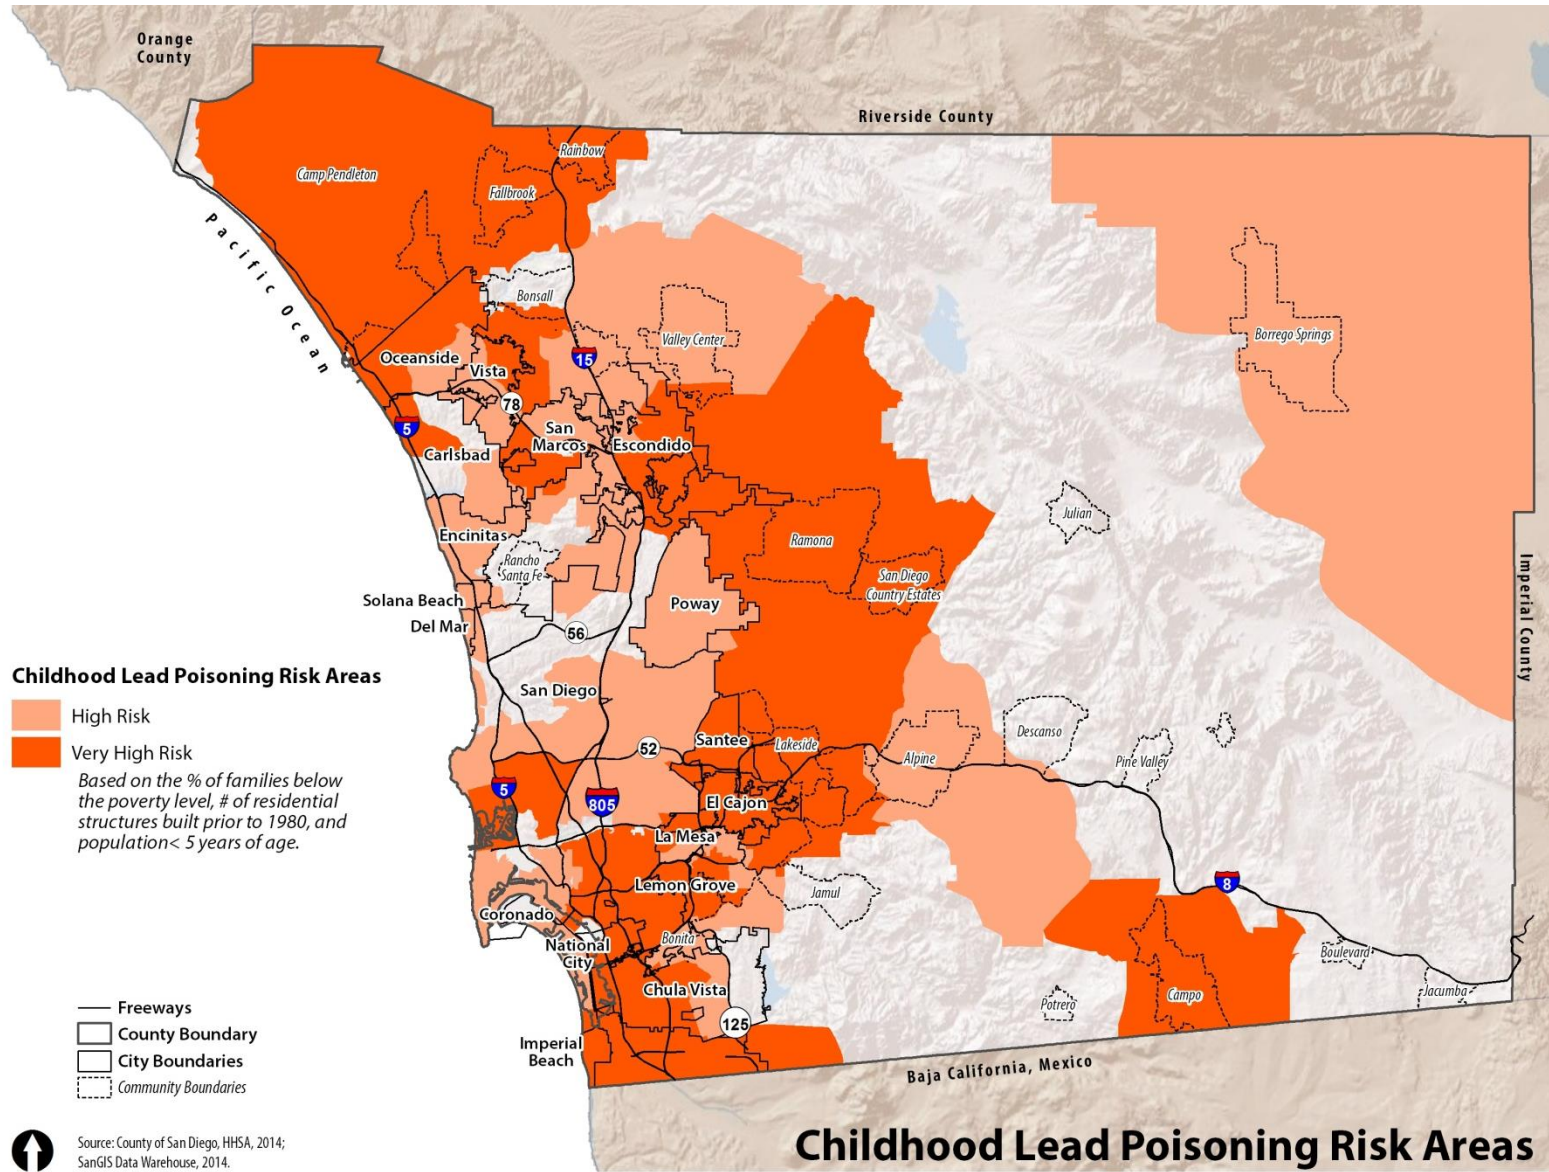 Orange
County
Riverside County
Rainbow
Camp Pendleton
Fallbrook
Pacific Ocean
Bonsall
Valley Center
Borrego Springs
Oceanside
Vista
15
78
5
San
Marcos
Escondido
Carlsbad
Julian
Encinitas
Ramona
Rancho
Santa Fe
San Diego
Country Estates
Imperial County
Solana Beach
Poway
Del Mar
56
Childhood Lead Poisoning Risk Areas
High Risk
Very High Risk
Based on the % of families below
the poverty level, # of residential
structures built prior to 1980, and
population< 5 years of age.
San Diego
Santee
Lakeside
52
Alpine
Descanso
Pine Valley
5
805
El Cajon
La Mesa
Lemon Grove
Jamul
8
Coronado
National
City
Bonita
Boulevard
Chula Vista
Potrero
Campo
Jacumba
125
Imperial
Beach
Baja California, Mexico
Freeways
County Boundary
City Boundaries
Community Boundaries
Source: County of San Diego, HHSA, 2014;
SanGIS Data Warehouse, 2014.
Childhood Lead Poisoning Risk Areas